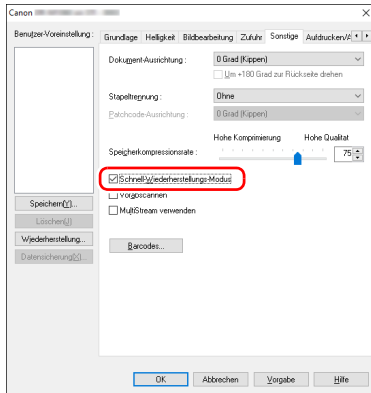 Canon
Benutzer-Voreinstellung :
Speichern(Y)...
Löschen(J)
Wiederherstellung...
Datensicherung(X)...
Grundlage Helligkeit Bildbearbeitung Zufuhr Sonstige Aufdrucken/A
Dokument-Ausrichtung : 0 Grad (Kippen)
Um +180 Grad zur Rückseite drehen
Stapeltrennung : Ohne
Patchcode-Ausrichtung : 0 Grad (Kippen)
Hohe Komprimierung Hohe Qualitat
Speigherkompressionsrate : 75
Schnell-Wiederherstellungs-Modus
Vorabscannen
MultiStream verwenden
Barcodes...
OK Abbrechen Vorgabe Hilfe